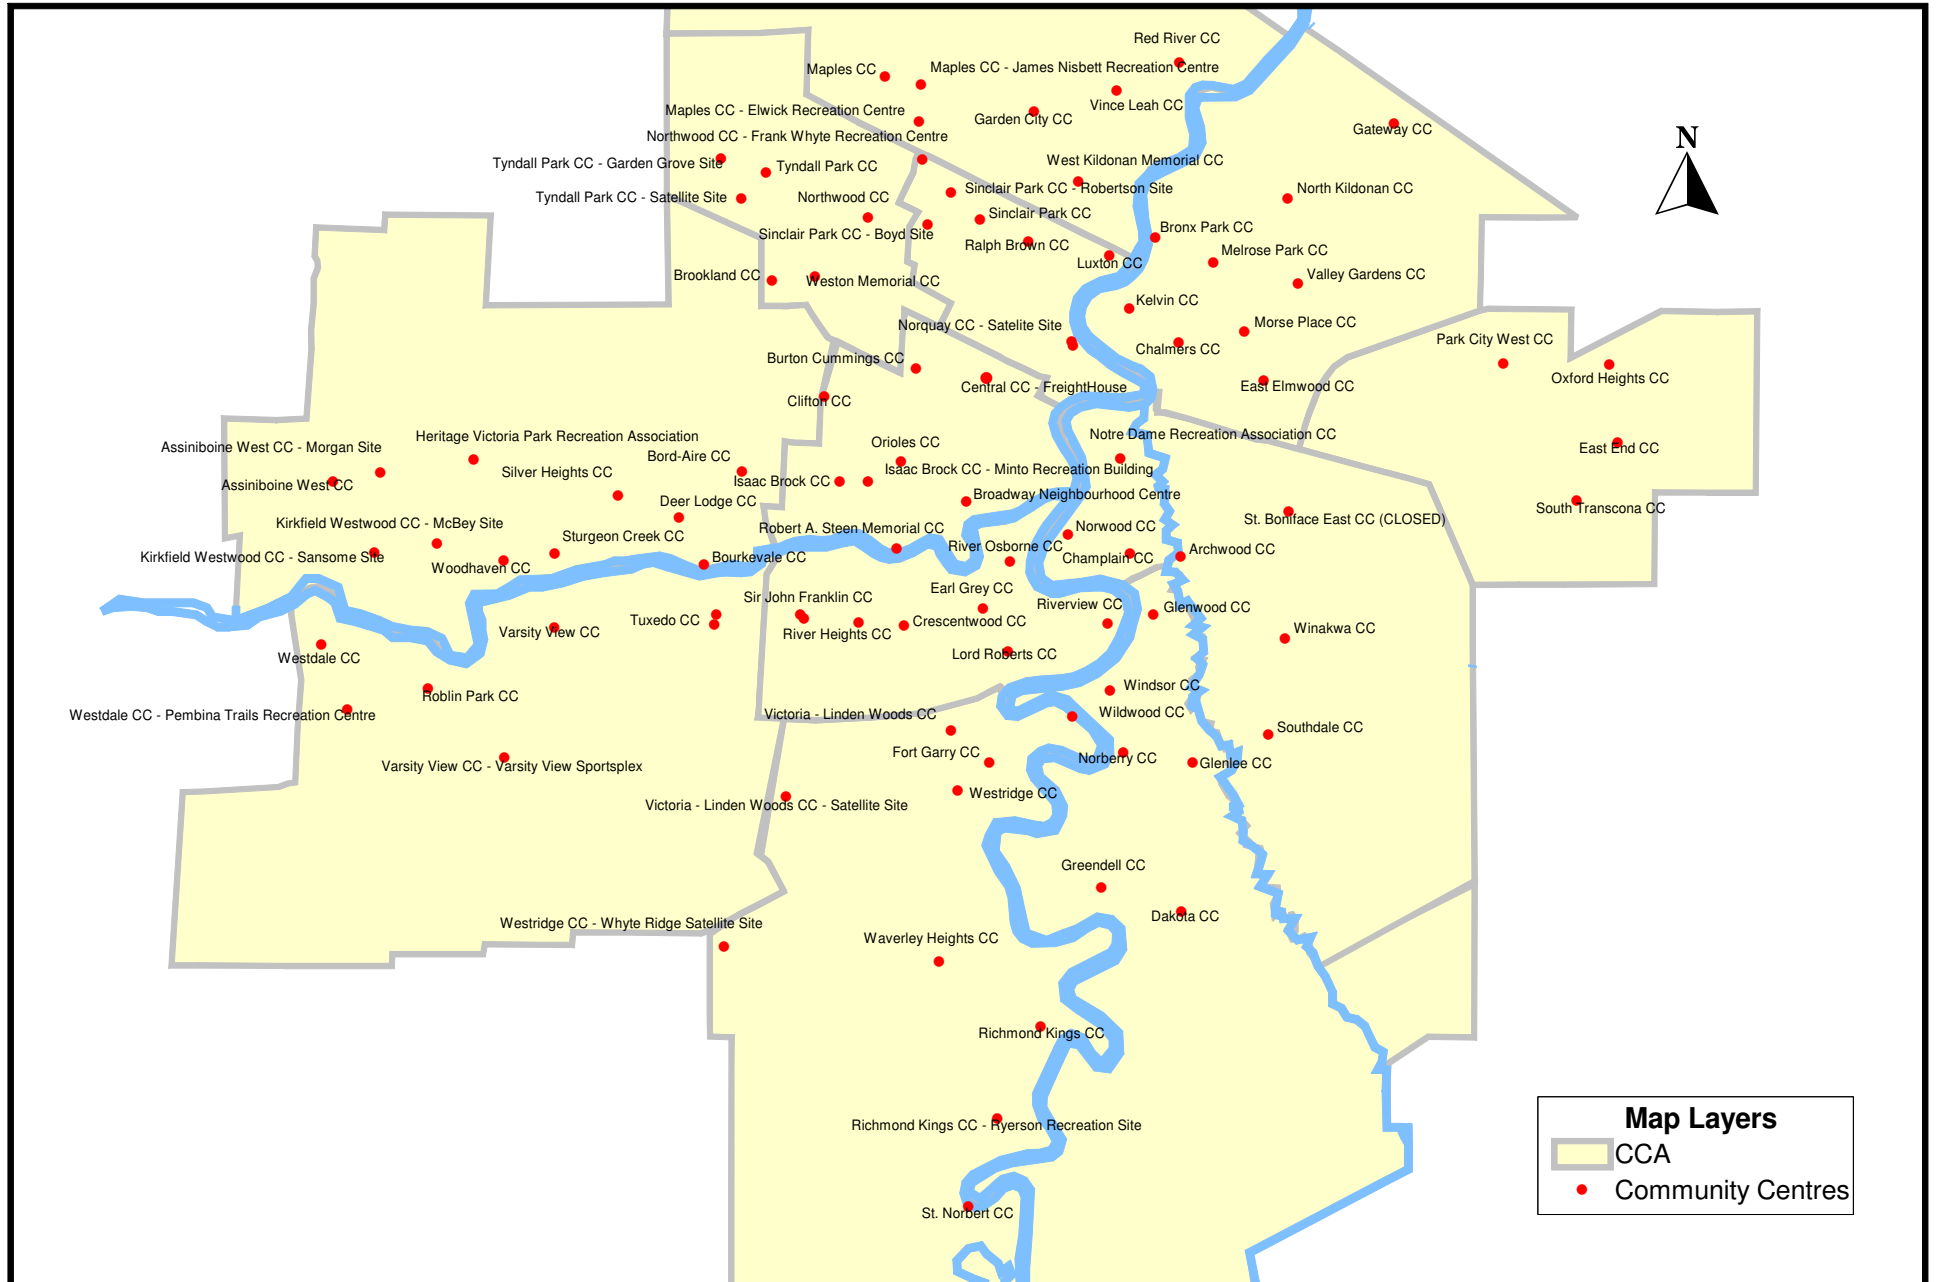 Red River CC
Maples CC
Maples CC - James Nisbett Recreation Centre
Vince Leah CC
Maples CC - Elwick Recreation Centre
Garden City CC
Gateway CC
N
Northwood CC - Frank Whyte Recreation Centre
Tyndall Park CC - Garden Grove Site
Tyndall Park CC
West Kildonan Memorial CC
Tyndall Park CC - Satellite Site
Northwood CC
Sinclair Park CC - Robertson Site
North Kildonan CC
Sinclair Park CC
Sinclair Park CC - Boyd Site
Ralph Brown CC
Bronx Park CC
Melrose Park CC
Luxton CC
Brookland CC
Weston Memorial CC
Valley Gardens CC
Kelvin CC
Norquay CC - Satelite Site
Morse Place CC
Chalmers CC
Park City West CC
Burton Cummings CC
Central CC - FreightHouse
East Elmwood CC
Oxford Heights CC
Clifton CC
Notre Dame Recreation Association CC
Heritage Victoria Park Recreation Association
Assiniboine West CC - Morgan Site
Orioles CC
East End CC
Bord-Aire CC
Silver Heights CC
Isaac Brock CC - Minto Recreation Building
Assiniboine West CC
Isaac Brock CC
Deer Lodge CC
Broadway Neighbourhood Centre
South Transcona CC
Kirkfield Westwood CC - McBey Site
Sturgeon Creek CC
Robert A. Steen Memorial CC
Norwood CC
St. Boniface East CC (CLOSED)
Kirkfield Westwood CC - Sansome Site
Woodhaven CC
Bourkevale CC
River Osborne CC
Champlain CC
Archwood CC
Earl Grey CC
Sir John Franklin CC
Riverview CC
Glenwood CC
Varsity View CC
Tuxedo CC
River Heights CC
Crescentwood CC
Winakwa CC
Westdale CC
Lord Roberts CC
Roblin Park CC
Windsor CC
Westdale CC - Pembina Trails Recreation Centre
Victoria - Linden Woods CC
Wildwood CC
Southdale CC
Fort Garry CC
Norberry CC
Glenlee CC
Varsity View CC - Varsity View Sportsplex
Westridge CC
Victoria - Linden Woods CC - Satellite Site
Greendell CC
Dakota CC
Westridge CC - Whyte Ridge Satellite Site
Waverley Heights CC
Richmond Kings CC
Richmond Kings CC - Ryerson Recreation Site
St. Norbert CC
Map Layers
CCA
Community Centres